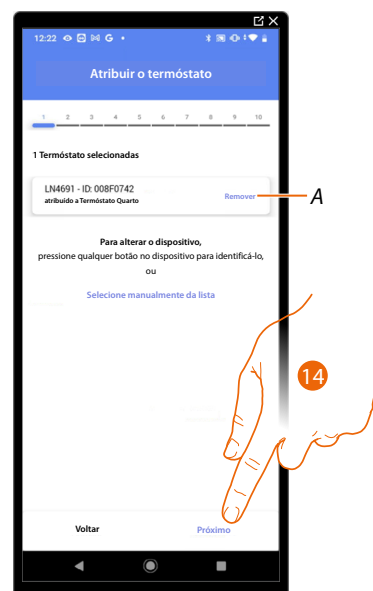 12:22 G
Atribuir o termóstato
1 2 3 4 5 6 7 8 9 10
1 Termóstato selecionadas
LN4691 - ID: 008F0742
atribuído a Termóstato Quarto
Remover
A
Para alterar o dispositivo,
pressione qualquer botão no dispositivo para identificá-lo,
ou
Selecione manualmente da lista
14
Voltar Próximo